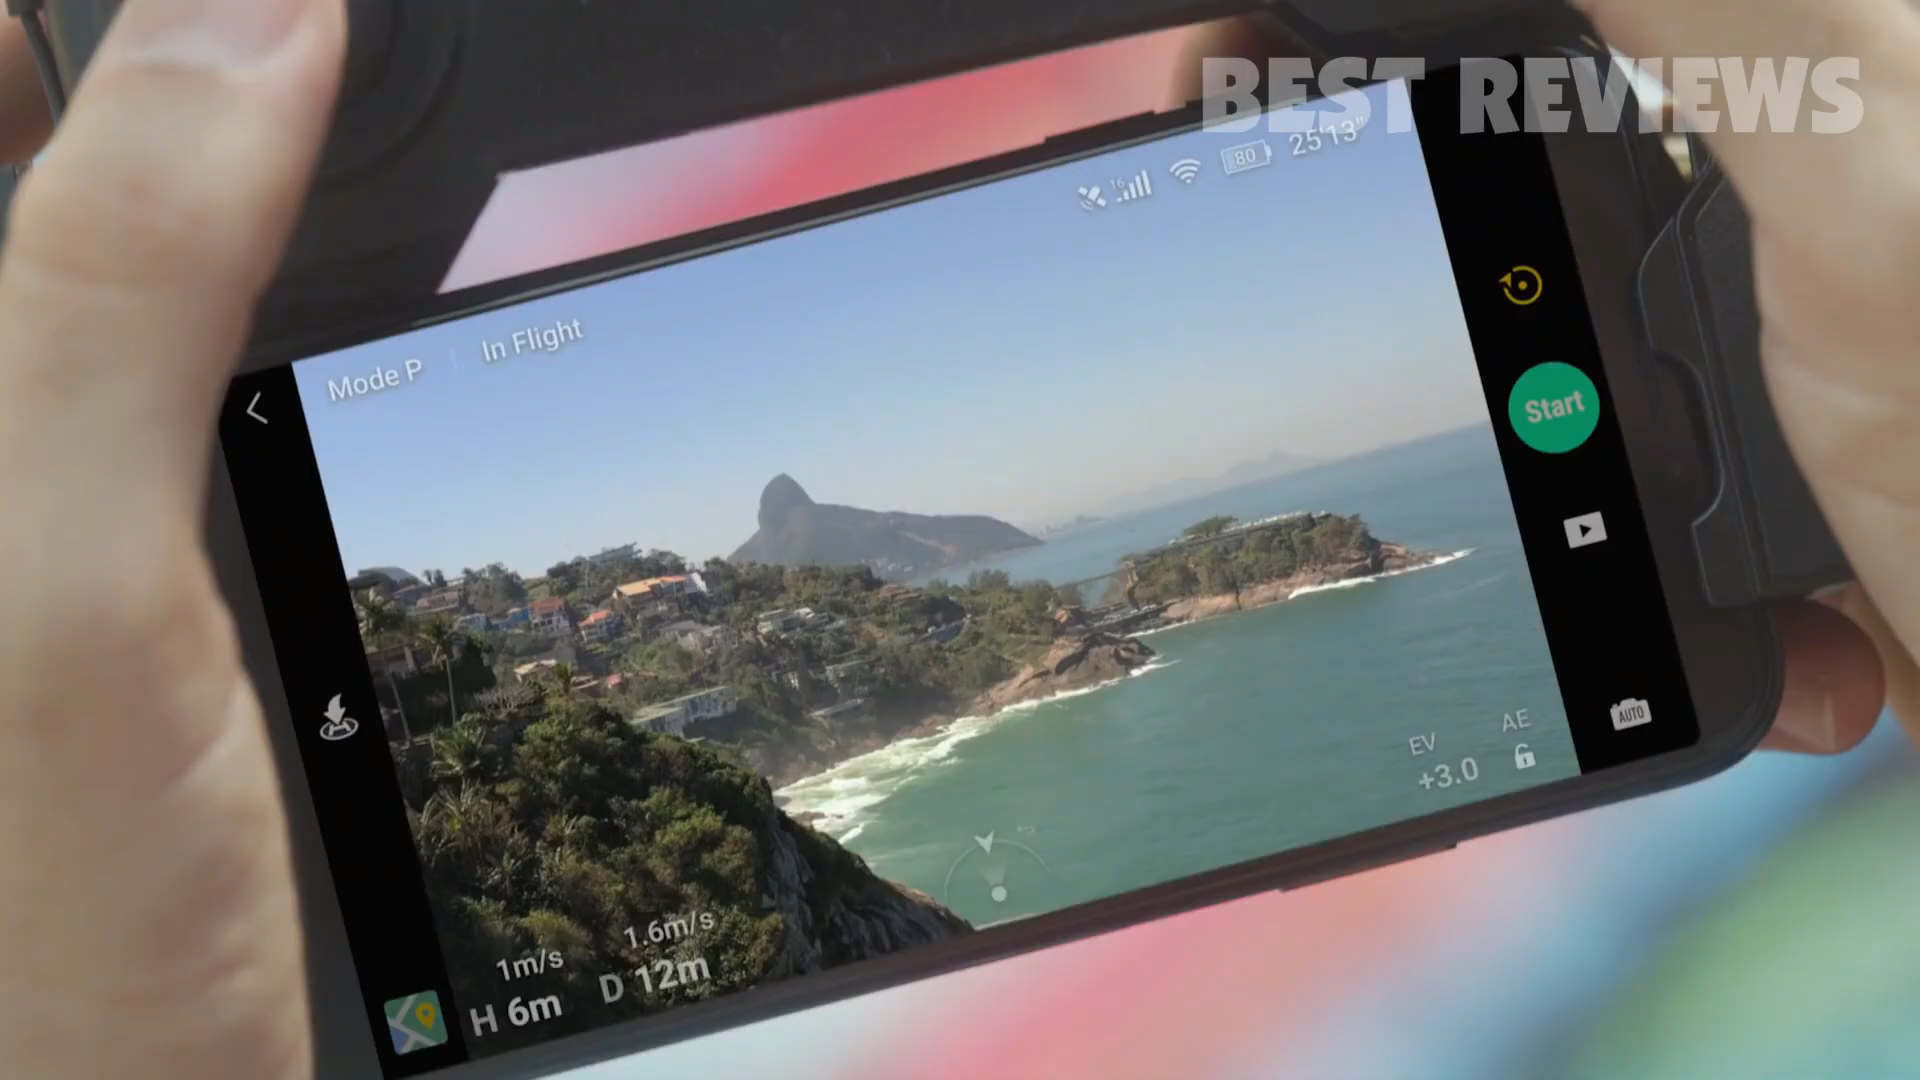 BEST REVIEWS
Mode P
In Flight
T6
80
25'13"
Start
AUTO
EV
+3.0
AE
1m/s
1.6m/s
H 6m
D 12m